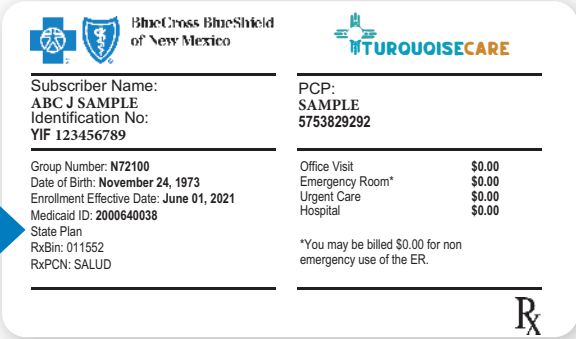 BlueCross BlueShield
of New Mexico
TURQUOISECARE
Subscriber Name:
ABC J SAMPLE
Identification No:
YIF 123456789
PCP:
SAMPLE
5753829292
Group Number: N72100
Date of Birth: November 24, 1973
Enrollment Effective Date: June 01, 2021
Medicaid ID: 2000640038
State Plan
RxBin: 011552
RxPCN: SALUD
Office Visit $0.00
Emergency Room* $0.00
Urgent Care $0.00
Hospital $0.00
*You may be billed $0.00 for non
emergency use of the ER.
Rx